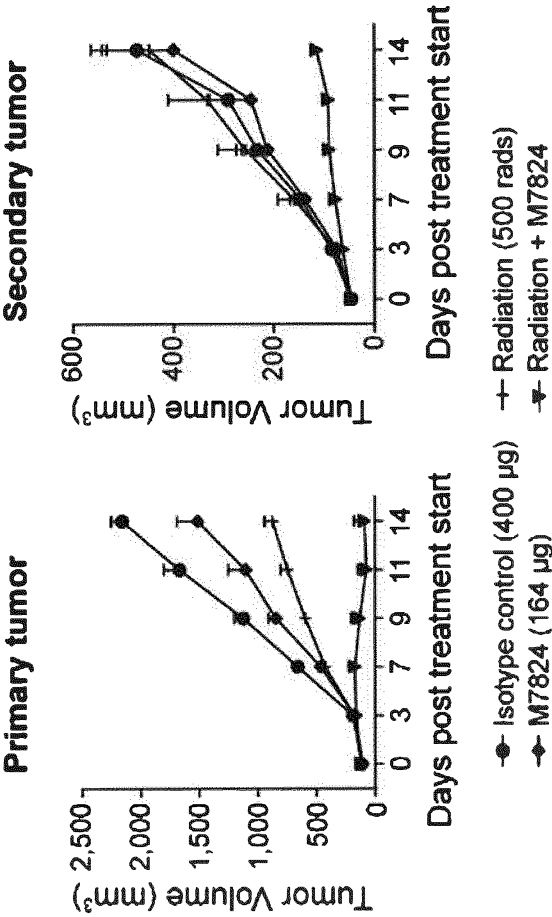 Primary tumor
Tumor Volume (mm³)
2,500
2,000
1,500
1,000
500
0
0 3 7 9 11 14
Days post treatment start
Secondary tumor
Tumor Volume (mm³)
600
400
200
0
0 3 7 9 11 14
Days post treatment start
Isotype control (400 µg)
M7824 (164 µg)
Radiation (500 rads)
Radiation + M7824